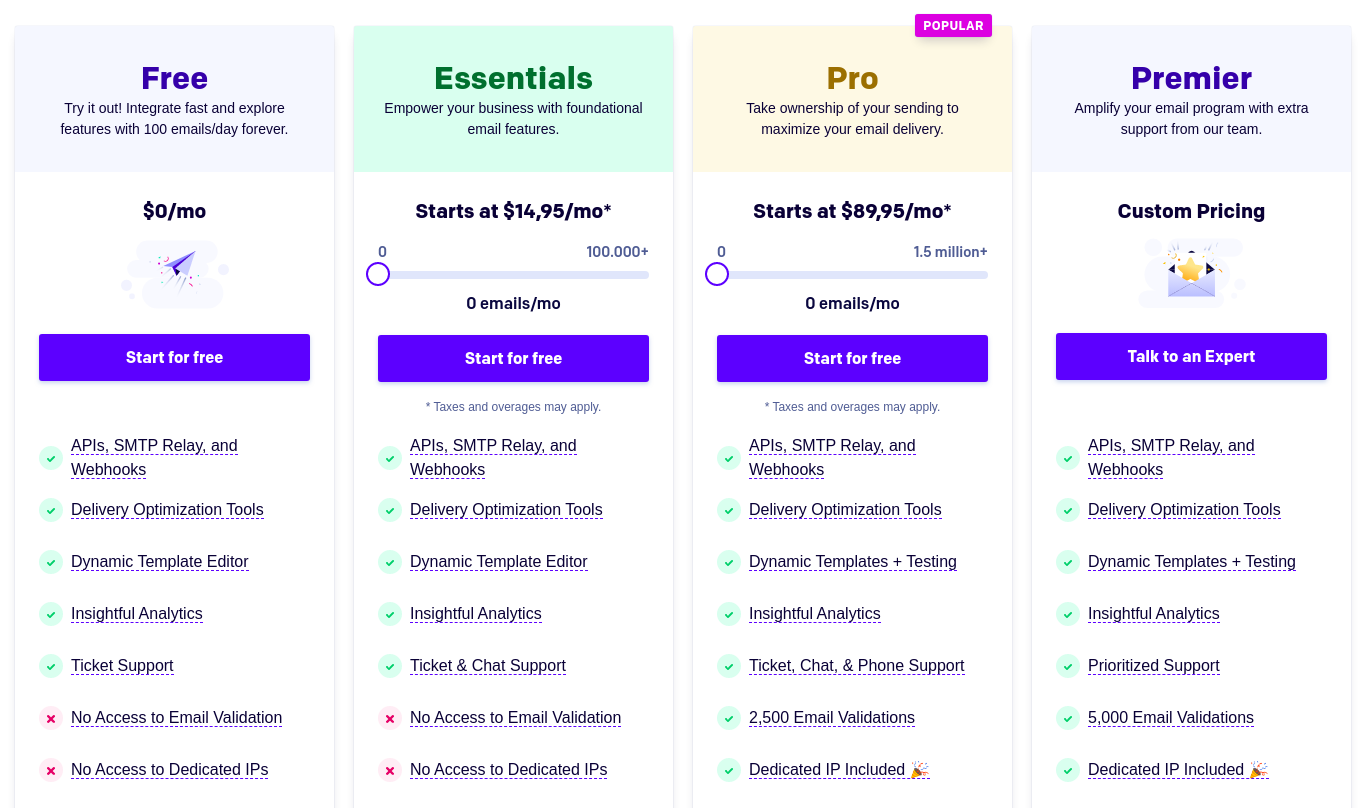 Free
Try it out! Integrate fast and explore
features with 100 emails/day forever.
$0/mo
Start for free
APIs, SMTP Relay, and
Webhooks
Delivery Optimization Tools
Dynamic Template Editor
Insightful Analytics
Ticket Support
No Access to Email Validation
No Access to Dedicated IPs
Essentials
Empower your business with foundational
email features.
Starts at $14,95/mo*
0 100.000+
0 emails/mo
Start for free
* Taxes and overages may apply.
APIs, SMTP Relay, and
Webhooks
Delivery Optimization Tools
Dynamic Template Editor
Insightful Analytics
Ticket & Chat Support
No Access to Email Validation
No Access to Dedicated IPs
POPULAR
Pro
Take ownership of your sending to
maximize your email delivery.
Starts at $89,95/mo*
0 1.5 million+
0 emails/mo
Start for free
* Taxes and overages may apply.
APIs, SMTP Relay, and
Webhooks
Delivery Optimization Tools
Dynamic Templates + Testing
Insightful Analytics
Ticket, Chat, & Phone Support
2,500 Email Validations
Dedicated IP Included 🎉
Premier
Amplify your email program with extra
support from our team.
Custom Pricing
Talk to an Expert
APIs, SMTP Relay, and
Webhooks
Delivery Optimization Tools
Dynamic Templates + Testing
Insightful Analytics
Prioritized Support
5,000 Email Validations
Dedicated IP Included 🎉